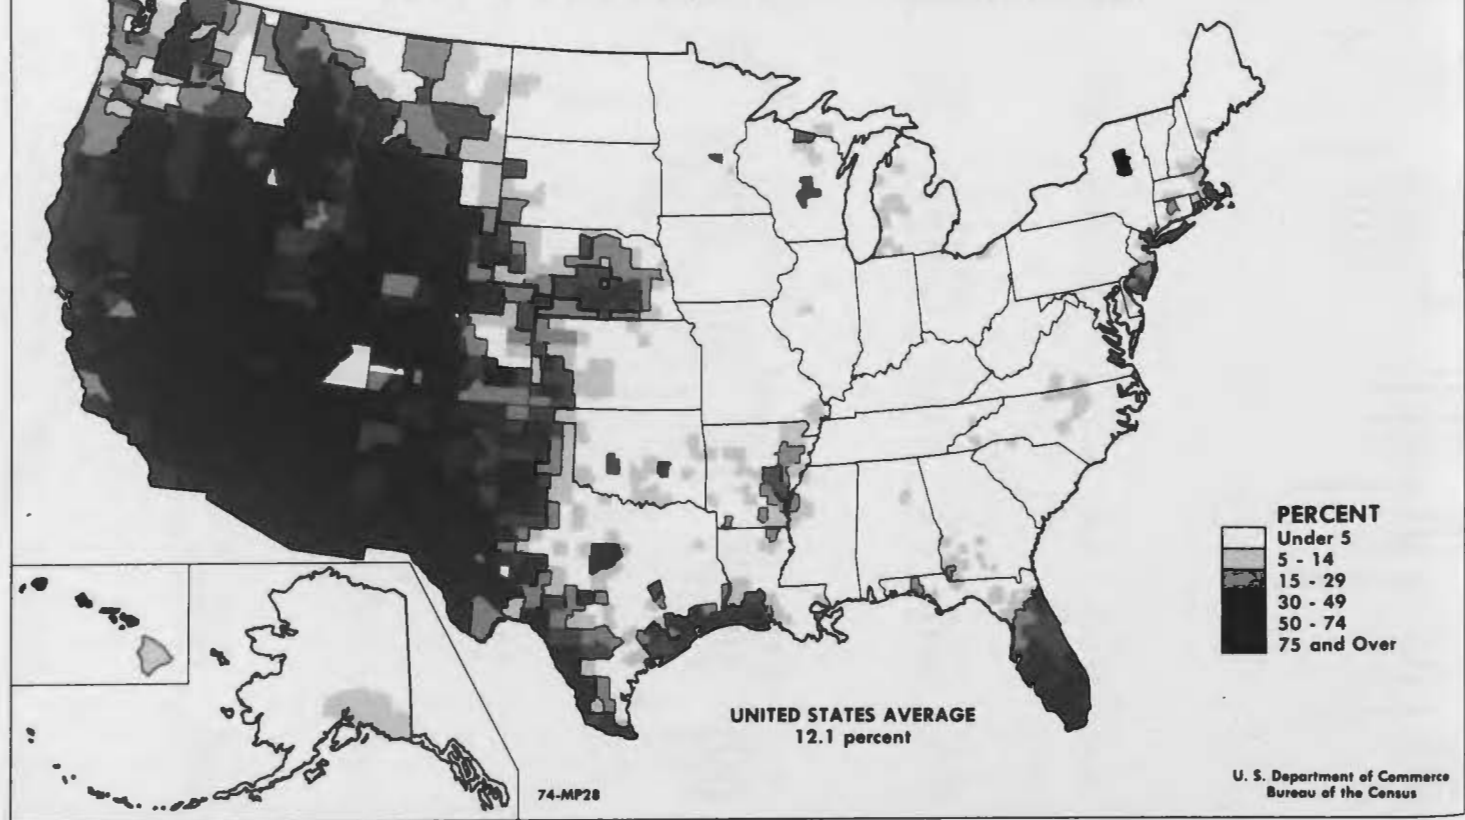 PERCENT
Under 5
5 - 14
15 - 29
30 - 49
50 - 74
75 and Over
UNITED STATES AVERAGE
12.1 percent
74-MP28
U. S. Department of Commerce
Bureau of the Census